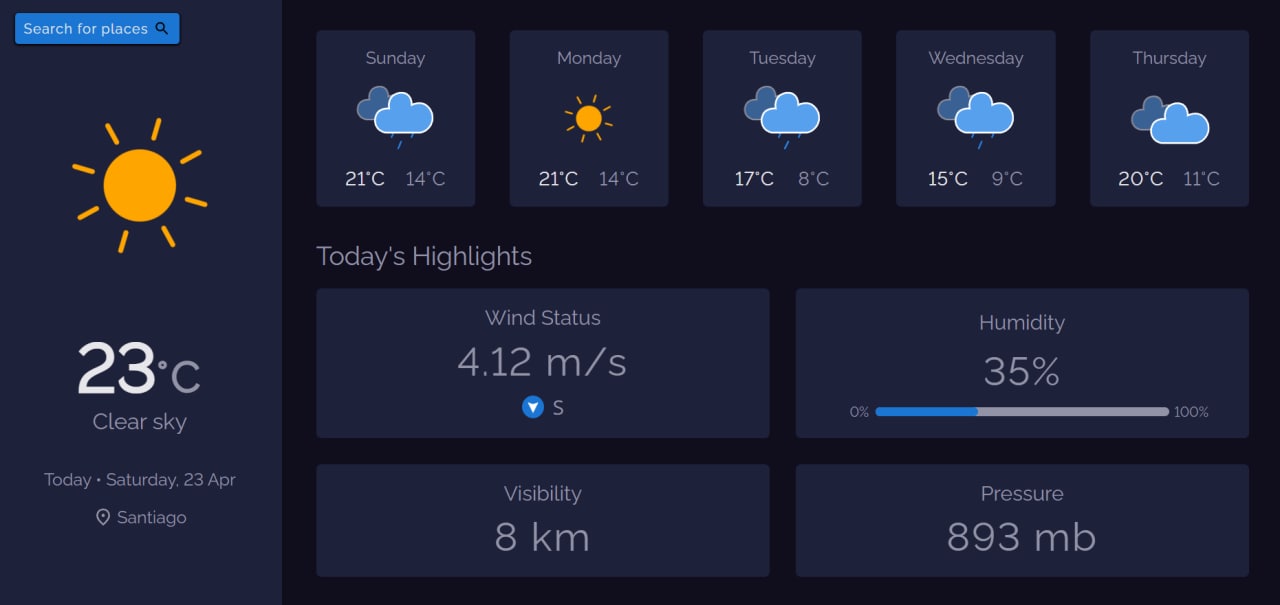 Search for places
23°C
Clear sky
Today • Saturday, 23 Apr
Santiago
Sunday
21°C 14°C
Monday
21°C 14°C
Tuesday
17°C 8°C
Wednesday
15°C 9°C
Thursday
20°C 11°C
Today's Highlights
Wind Status
4.12 m/s
S
Humidity
35%
0% 100%
Visibility
8 km
Pressure
893 mb